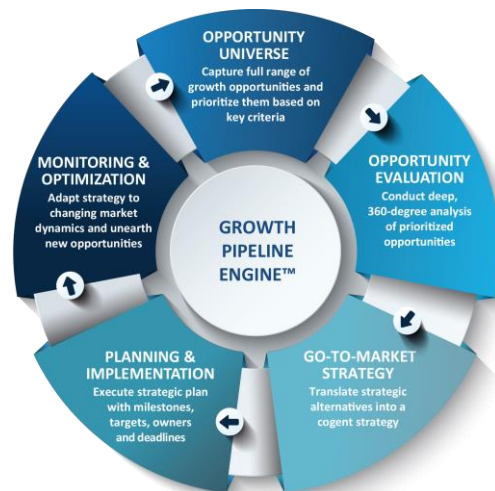 OPPORTUNITY
UNIVERSE
Capture full range of
growth opportunities and
prioritize them based on
key criteria
OPPORTUNITY
EVALUATION
Conduct deep,
360-degree analysis
of prioritized
opportunities
GO-TO-MARKET
STRATEGY
Translate strategic
alternatives into a
cogent strategy
PLANNING &
IMPLEMENTATION
Execute strategic plan
with milestones,
targets, owners
and deadlines
MONITORING &
OPTIMIZATION
Adapt strategy to
changing market
dynamics and unearth
new opportunities
GROWTH
PIPELINE
ENGINE™